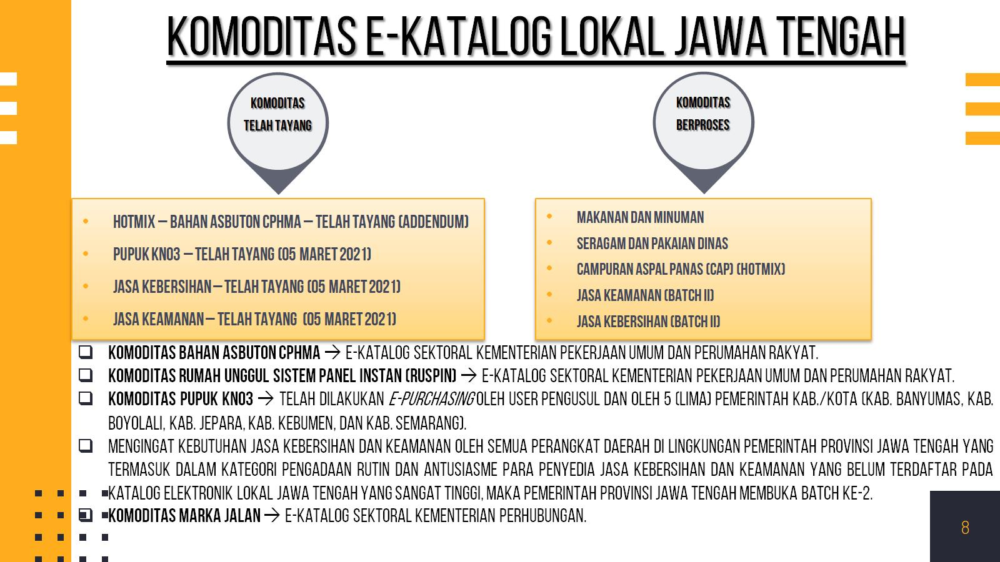 KOMODITAS E-KATALOG LOKAL JAWA TENGAH
KOMODITAS
TELAH TAYANG
• HOTMIX – BAHAN ASBUTON CPHMA – TELAH TAYANG (ADDENDUM)
• PUPUK KNO3 – TELAH TAYANG (05 MARET 2021)
• JASA KEBERSIHAN – TELAH TAYANG (05 MARET 2021)
• JASA KEAMANAN – TELAH TAYANG (05 MARET 2021)
KOMODITAS
BERPROSES
• MAKANAN DAN MINUMAN
• SERAGAM DAN PAKAIAN DINAS
• CAMPURAN ASPAL PANAS (CAP) (HOTMIX)
• JASA KEAMANAN (BATCH II)
• JASA KEBERSIHAN (BATCH II)
❑ KOMODITAS BAHAN ASBUTON CPHMA → E-KATALOG SEKTORAL KEMENTERIAN PEKERJAAN UMUM DAN PERUMAHAN RAKYAT.
❑ KOMODITAS RUMAH UNGGUL SISTEM PANEL INSTAN (RUSPIN) → E-KATALOG SEKTORAL KEMENTERIAN PEKERJAAN UMUM DAN PERUMAHAN RAKYAT.
❑ KOMODITAS PUPUK KNO3 → TELAH DILAKUKAN E-PURCHASING OLEH USER PENGUSUL DAN OLEH 5 (LIMA) PEMERINTAH KAB./KOTA (KAB. BANYUMAS, KAB.
BOYOLALI, KAB. JEPARA, KAB. KEBUMEN, DAN KAB. SEMARANG).
❑ MENGINGAT KEBUTUHAN JASA KEBERSIHAN DAN KEAMANAN OLEH SEMUA PERANGKAT DAERAH DI LINGKUNGAN PEMERINTAH PROVINSI JAWA TENGAH YANG
TERMASUK DALAM KATEGORI PENGADAAN RUTIN DAN ANTUSIASME PARA PENYEDIA JASA KEBERSIHAN DAN KEAMANAN YANG BELUM TERDAFTAR PADA
KATALOG ELEKTRONIK LOKAL JAWA TENGAH YANG SANGAT TINGGI, MAKA PEMERINTAH PROVINSI JAWA TENGAH MEMBUKA BATCH KE-2.
❑ KOMODITAS MARKA JALAN → E-KATALOG SEKTORAL KEMENTERIAN PERHUBUNGAN.
8